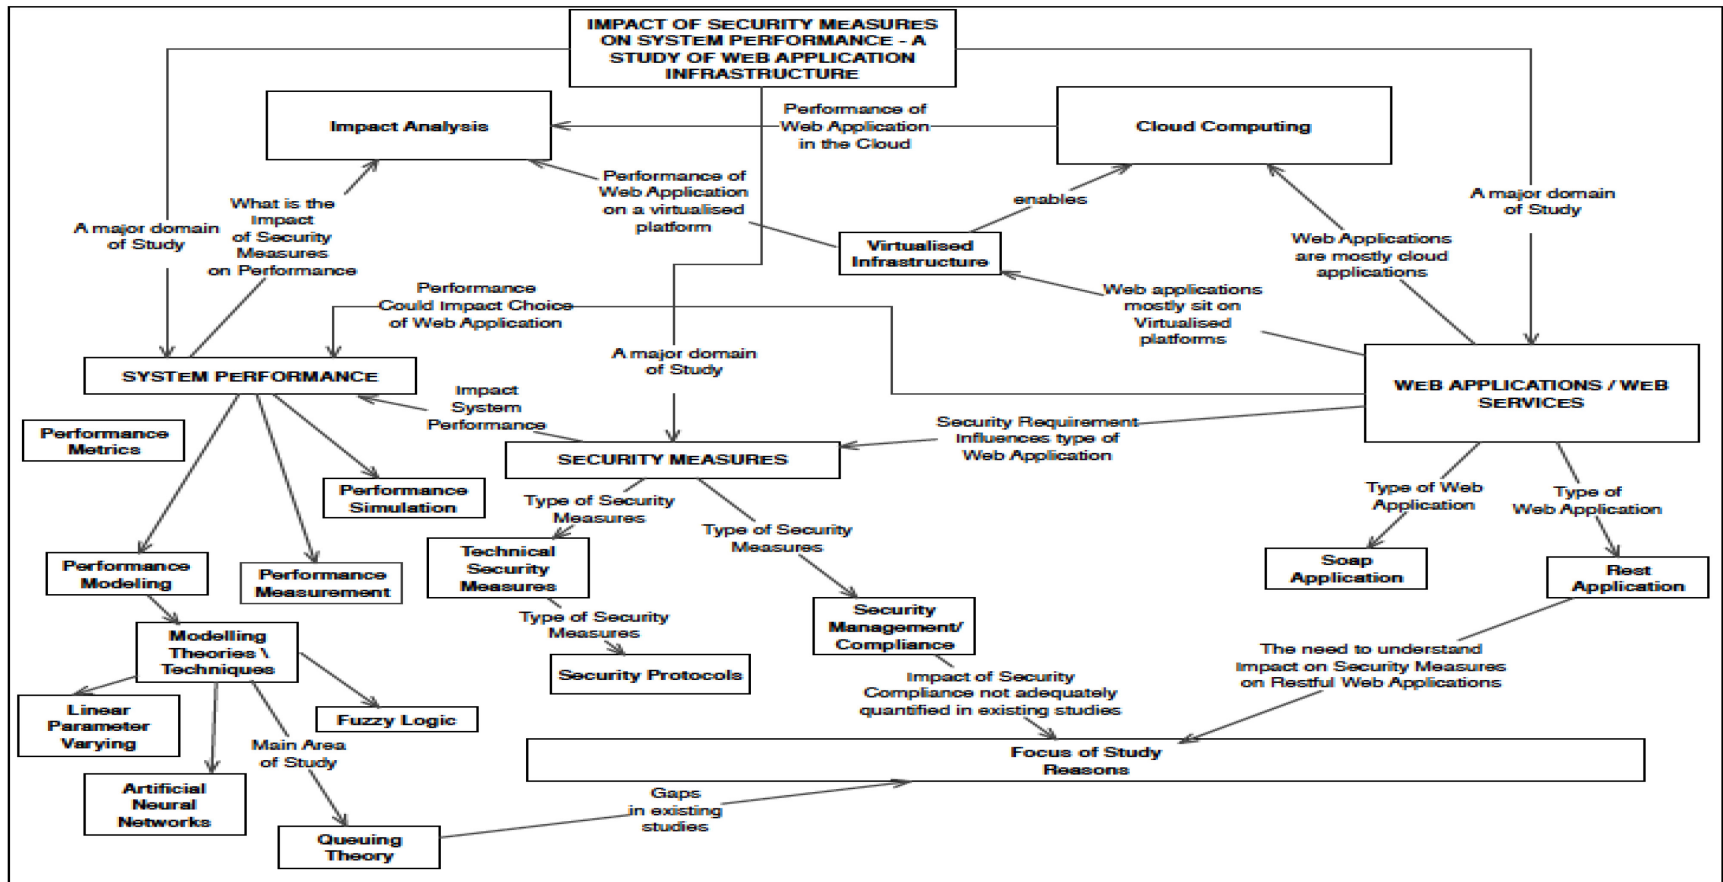 IMPACT OF SECURITY MEASURES
ON SYSTEM PERFORMANCE - A
STUDY OF WEB APPLICATION
INFRASTRUCTURE
Impact Analysis
Performance of
Web Application
in the Cloud
Cloud Computing
A major domain
of Study
What is the
Impact
of Security
Measures
on Performance
Performance of
Web Application
on a virtualised
platform
enables
A major domain
of Study
Virtualised
Infrastructure
Web Applications
are mostly cloud
applications
Performance
Could Impact Choice
of Web Application
Web applications
mostly sit on
Virtualised
platforms
A major domain
of Study
SYSTEM PERFORMANCE
WEB APPLICATIONS / WEB
SERVICES
Impact
System
Performance
Security Requirement
Influences type of
Web Application
Performance
Metrics
SECURITY MEASURES
Performance
Simulation
Type of Security
Measures
Type of Security
Measures
Type of Web
Application
Type of
Web Application
Performance
Modeling
Performance
Measurement
Technical
Security
Measures
Soap
Application
Rest
Application
Type of Security
Measures
Security
Management/
Compliance
Modelling
Theories \
Techniques
Security Protocols
The need to understand
Impact on Security Measures
on Restful Web Applications
Impact of Security
Compliance not adequately
quantified in existing studies
Linear
Parameter
Varying
Fuzzy Logic
Main Area
of Study
Focus of Study
Reasons
Artificial
Neural
Networks
Gaps
in existing
studies
Queuing
Theory